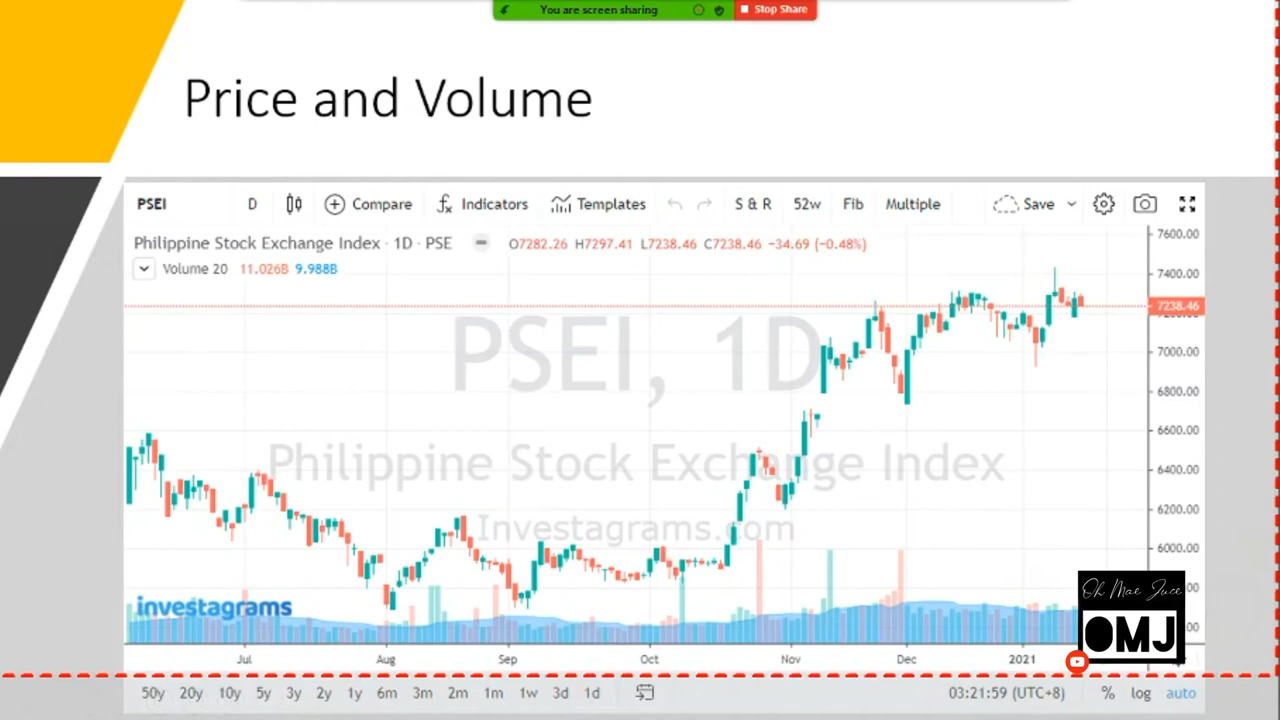 You are screen sharing Stop Share
Price and Volume
PSEI D Compare Indicators Templates S & R 52w Fib Multiple Save
Philippine Stock Exchange Index · 1D · PSE O7282.26 H7297.41 L7238.46 C7238.46 −34.69 (−0.48%)
Volume 20 11.026B 9.988B
7600.00
7400.00
7238.46
7000.00
6800.00
6600.00
6400.00
6200.00
6000.00
PSEI, 1D
Philippine Stock Exchange Index
Investagrams.com
investagrams
Oh Mae Juce
OMJ
Jul Aug Sep Oct Nov Dec 2021
50y 20y 10y 5y 3y 2y 1y 6m 3m 2m 1m 1w 3d 1d 03:21:59 (UTC+8) % log auto